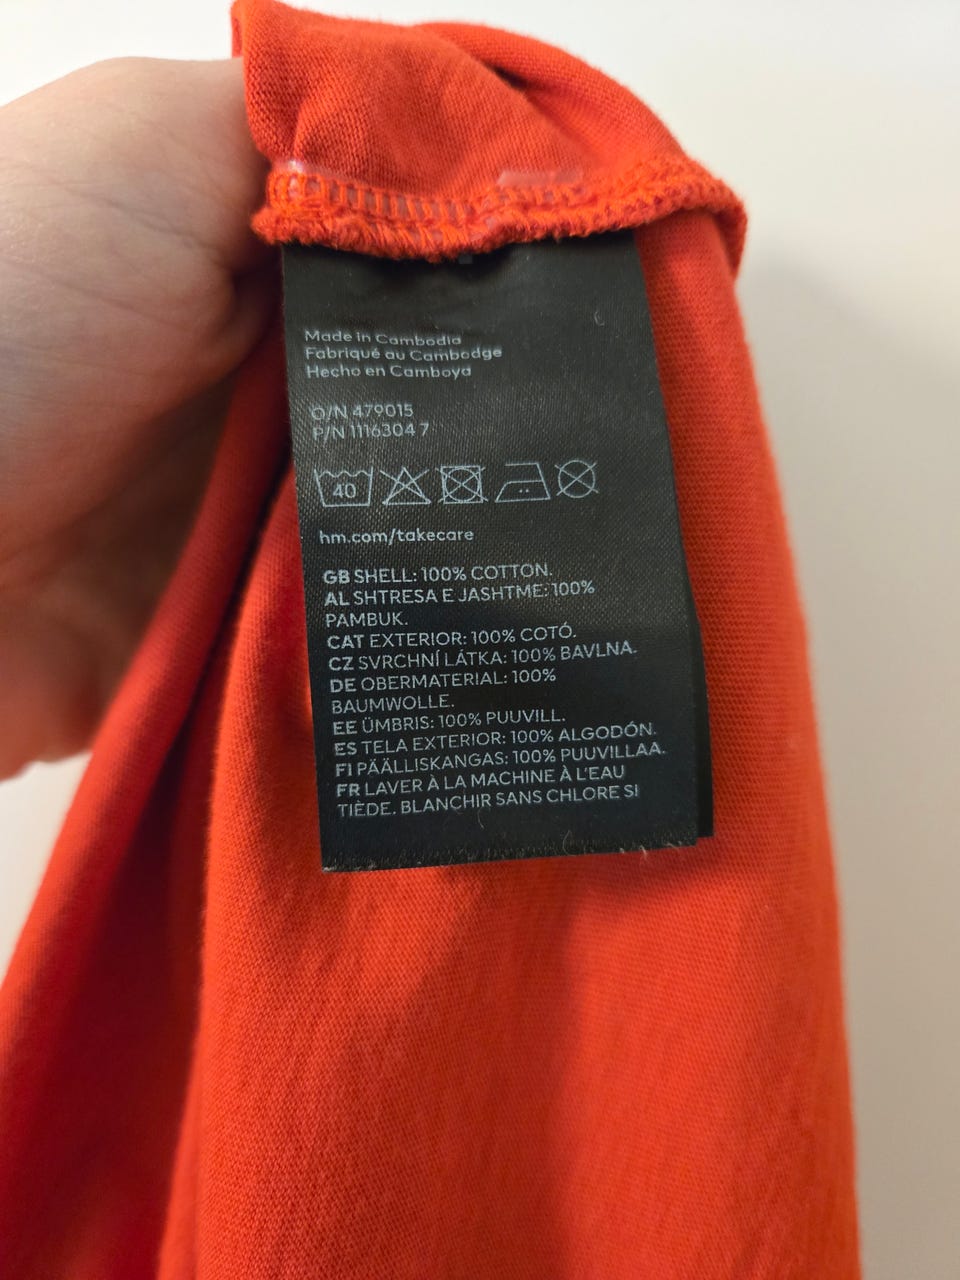 Made in Cambodia
Fabriqué au Cambodge
Hecho en Camboya
O/N 479015
P/N 11163047
40
hm.com/takecare
GB SHELL: 100% COTTON.
AL SHTRESA E JASHTME: 100%
PAMBUK.
CAT EXTERIOR: 100% COTÓ.
CZ SVRCHNÍ LÁTKA: 100% BAVLNA.
DE OBERMATERIAL: 100%
BAUMWOLLE.
EE ÜMBRIS: 100% PUUVILL.
ES TELA EXTERIOR: 100% ALGODÓN.
FI PÄÄLLISKANGAS: 100% PUUVILLAA.
FR LAVER À LA MACHINE À L'EAU
TIÈDE. BLANCHIR SANS CHLORE SI